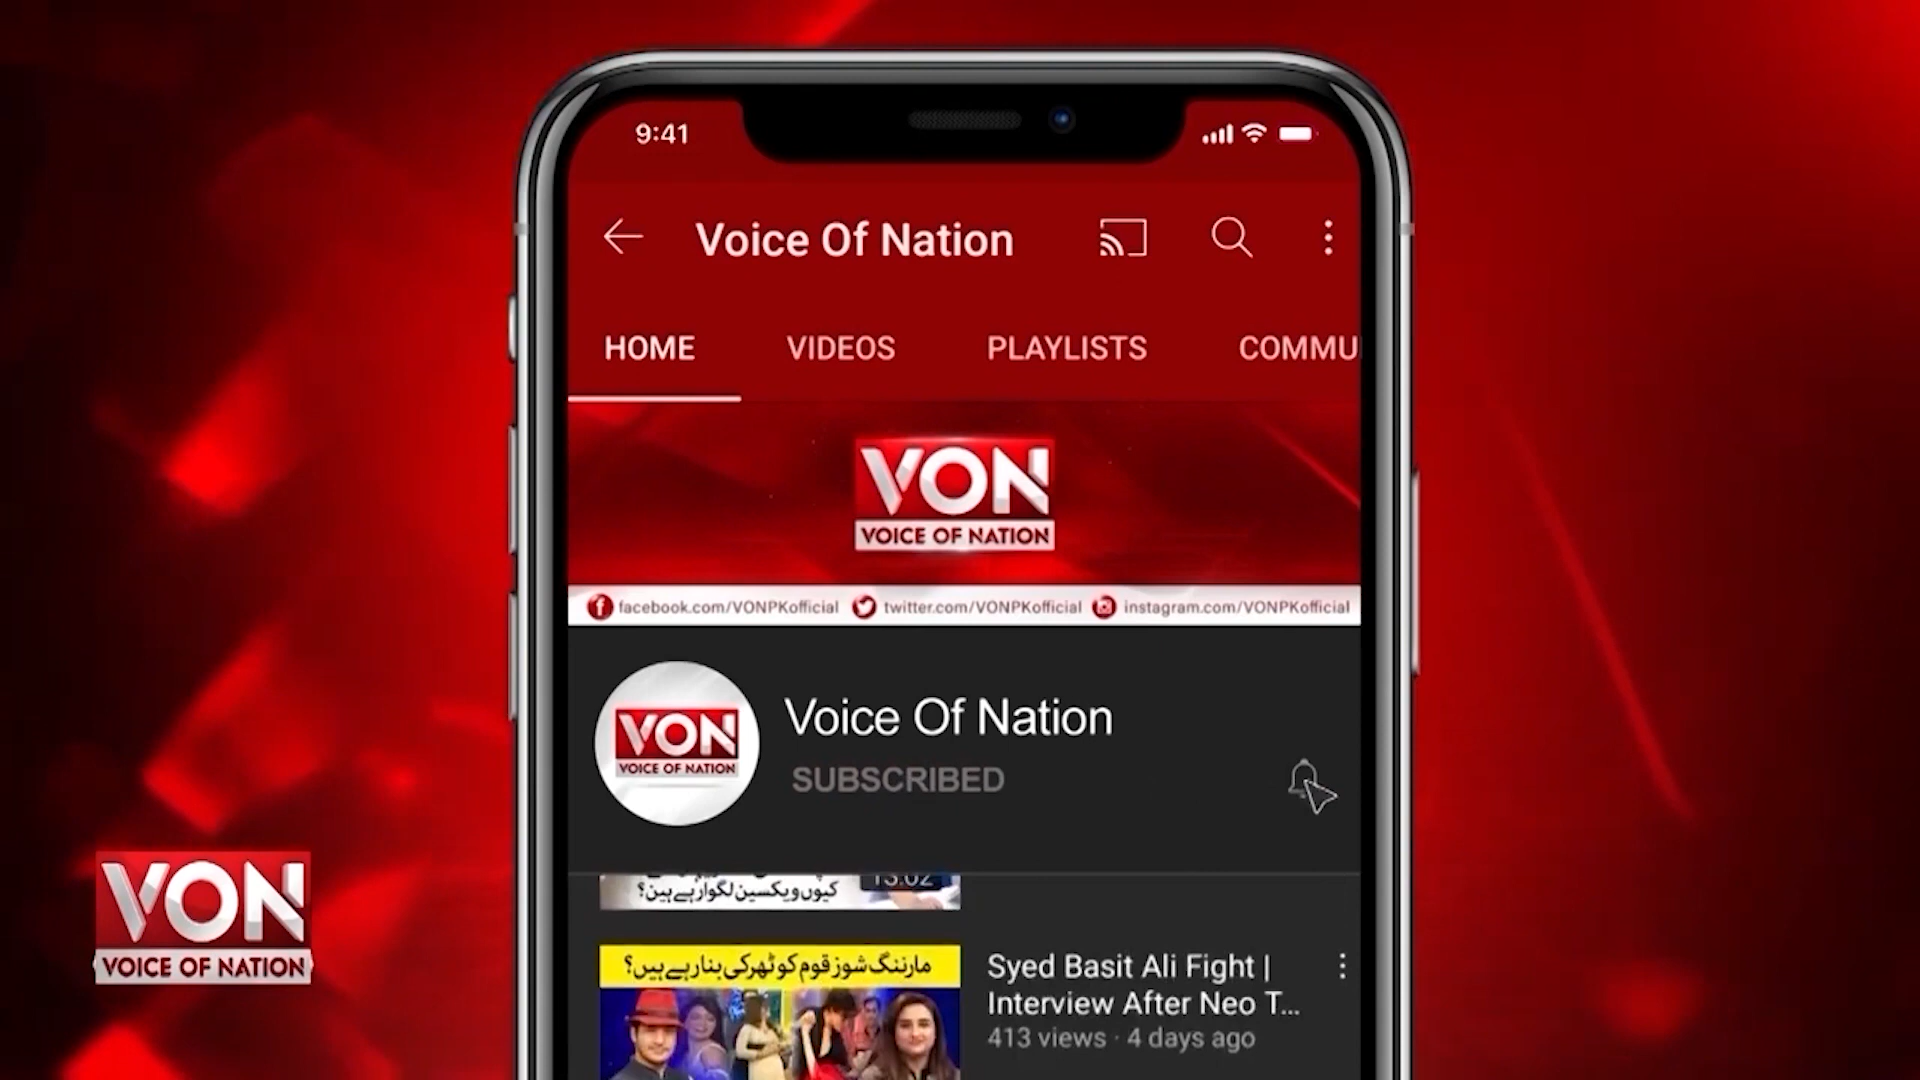 9:41
Voice Of Nation
HOME VIDEOS PLAYLISTS COMMU
VON
VOICE OF NATION
facebook.com/VONPKofficial twitter.com/VONPKofficial instagram.com/VONPKofficial
VON
VOICE OF NATION
Voice Of Nation
SUBSCRIBED
کیوں ویکسین لگوا رہے ہیں؟
13:02
مارننگ شوز قوم کو ٹھرکی بنا رہے ہیں؟
Syed Basit Ali Fight |
Interview After Neo T...
413 views · 4 days ago
VON
VOICE OF NATION